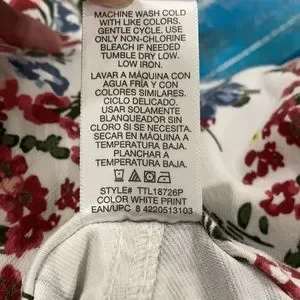 MACHINE WASH COLD
WITH LIKE COLORS.
GENTLE CYCLE. USE
ONLY NON-CHLORINE
BLEACH IF NEEDED
TUMBLE DRY LOW.
LOW IRON.
LAVAR A MÁQUINA CON
AGUA FRÍA Y CON
COLORES SIMILARES.
CICLO DELICADO.
USAR SOLAMENTE
BLANQUEADOR SIN
CLORO SI SE NECESITA.
SECAR EN MÁQUINA A
TEMPERATURA BAJA.
PLANCHAR A
TEMPERATURA BAJA.
STYLE# TTL18726P
COLOR WHITE PRINT
EAN/UPC 8 4220513103